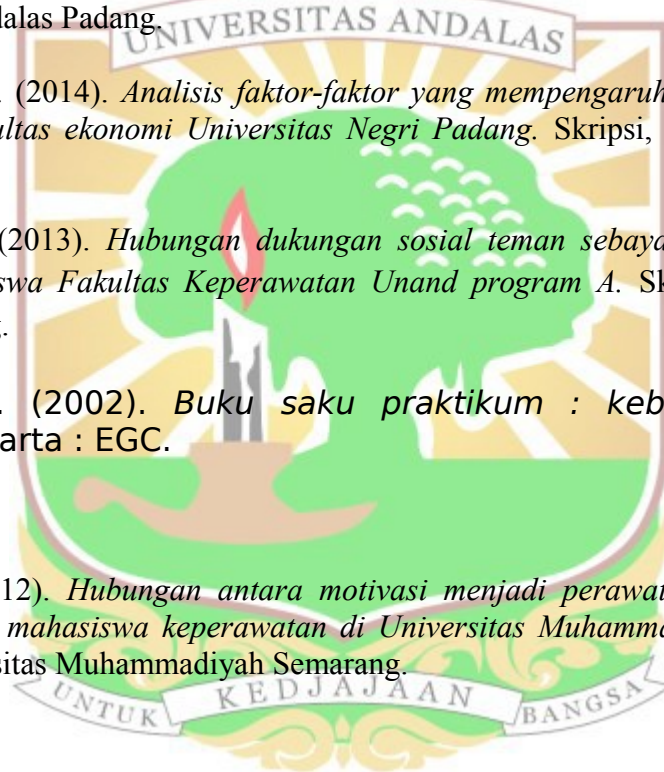 dalas Padang.
UNIVERSITAS ANDALAS
(2014). Analisis faktor-faktor yang mempengaruh
ultas ekonomi Universitas Negri Padang. Skripsi,
(2013). Hubungan dukungan sosial teman sebaya
swa Fakultas Keperawatan Unand program A. Sk
(2002). Buku saku praktikum : keb
arta : EGC.
12). Hubungan antara motivasi menjadi perawat
mahasiswa keperawatan di Universitas Muhamma
sitas Muhammadiyah Semarang.
UNTUK KEDJAJAAN BANGSA